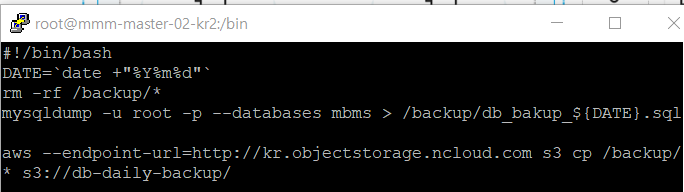 root@mmm-master-02-kr2:/bin
#!/bin/bash
DATE=`date +"%Y%m%d"`
rm -rf /backup/*
mysqldump -u root -p --databases mbms > /backup/db_bakup_${DATE}.sql
aws --endpoint-url=http://kr.objectstorage.ncloud.com s3 cp /backup/
* s3://db-daily-backup/